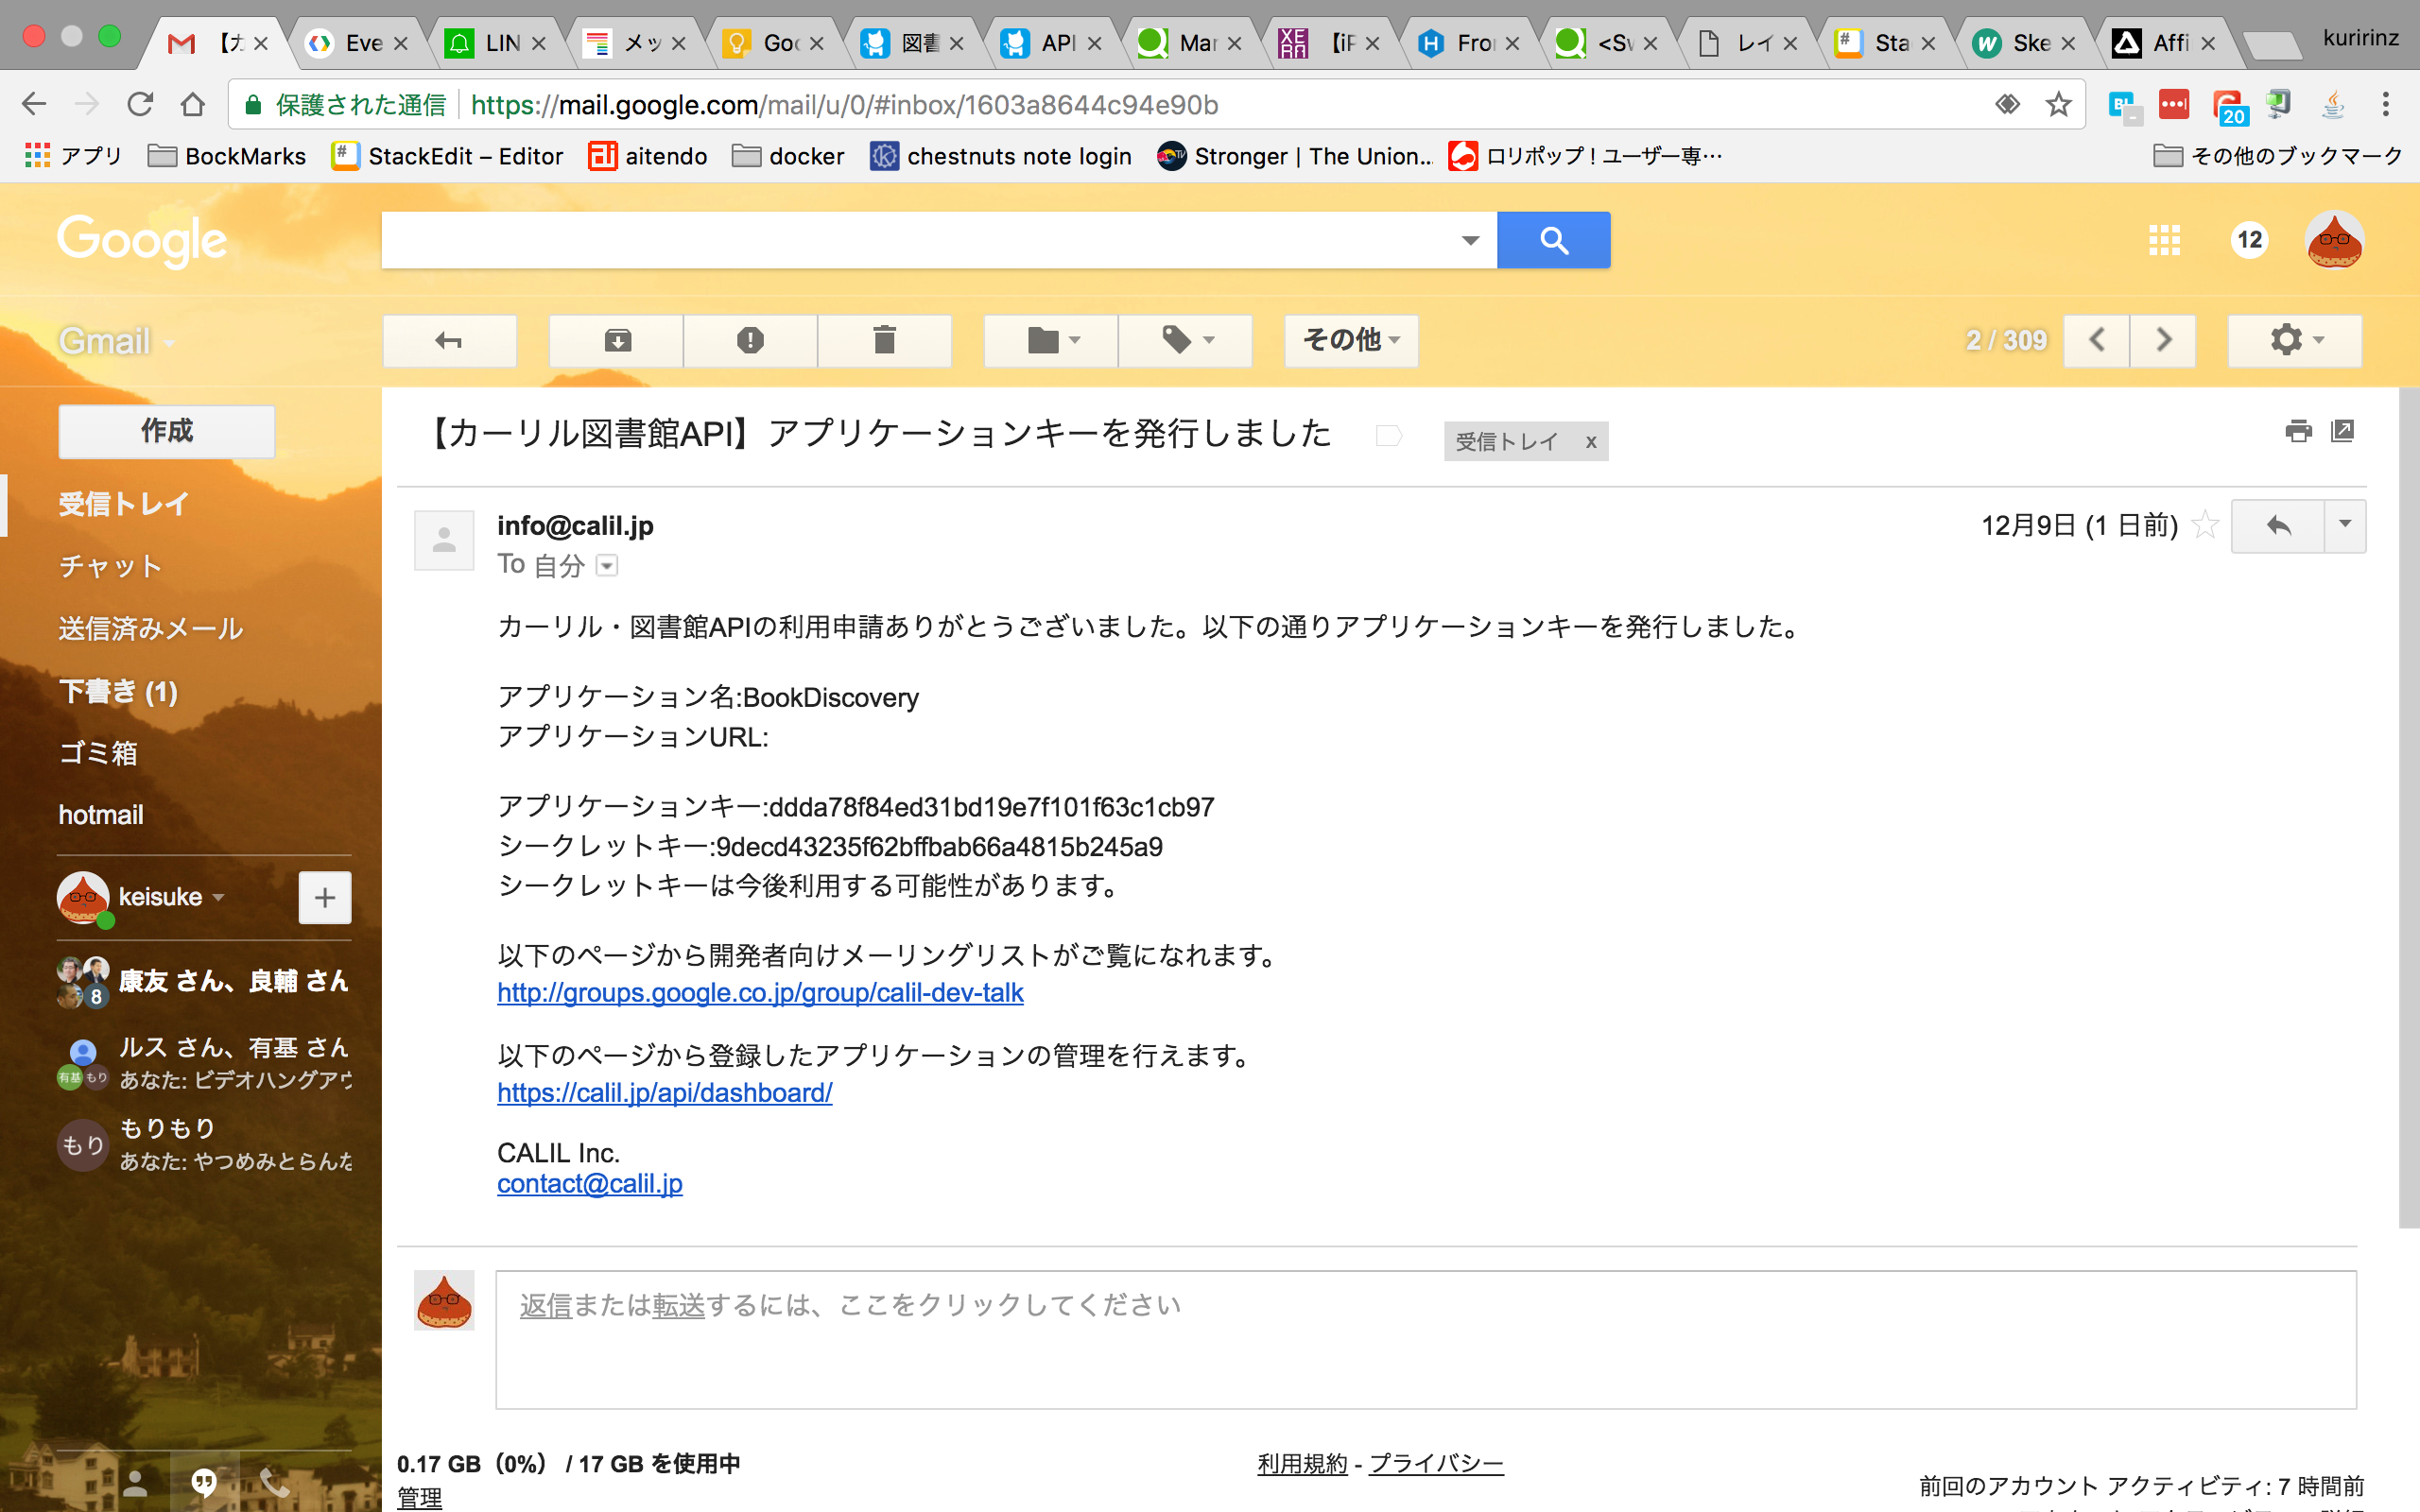 【カ
Eve
LIN
メッ
Goo
図書
API
Mar
【iP
Fro
<Sw
レイ
Sta
Ske
Affi
kuririnz
保護された通信 https://mail.google.com/mail/u/0/#inbox/1603a8644c94e90b
20
アプリ BockMarks StackEdit – Editor aitendo docker chestnuts note login Stronger | The Union... ロリポップ！ユーザー専… その他のブックマーク
Google
12
Gmail
その他
2 / 309
作成
受信トレイ
チャット
送信済みメール
下書き (1)
ゴミ箱
hotmail
keisuke
8
康友 さん、良輔 さん
ルス さん、有基 さん
有基 もり
あなた: ビデオハングアウ
もり
もりもり
あなた: やつめみとらんな
【カーリル図書館API】アプリケーションキーを発行しました
受信トレイ x
info@calil.jp
12月9日 (1 日前)
To 自分
カーリル・図書館APIの利用申請ありがとうございました。以下の通りアプリケーションキーを発行しました。
アプリケーション名:BookDiscovery
アプリケーションURL:
アプリケーションキー:ddda78f84ed31bd19e7f101f63c1cb97
シークレットキー:9decd43235f62bffbab66a4815b245a9
シークレットキーは今後利用する可能性があります。
以下のページから開発者向けメーリングリストがご覧になれます。
http://groups.google.co.jp/group/calil-dev-talk
以下のページから登録したアプリケーションの管理を行えます。
https://calil.jp/api/dashboard/
CALIL Inc.
contact@calil.jp
返信または転送するには、ここをクリックしてください
0.17 GB（0%） / 17 GB を使用中
管理
利用規約 - プライバシー
前回のアカウント アクティビティ: 7 時間前